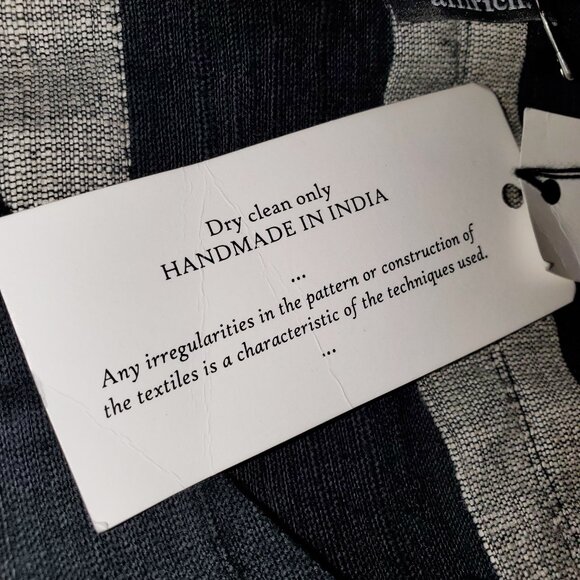 Dry clean only
HANDMADE IN INDIA
...
Any irregularities in the pattern or construction of
the textiles is a characteristic of the techniques used.
...